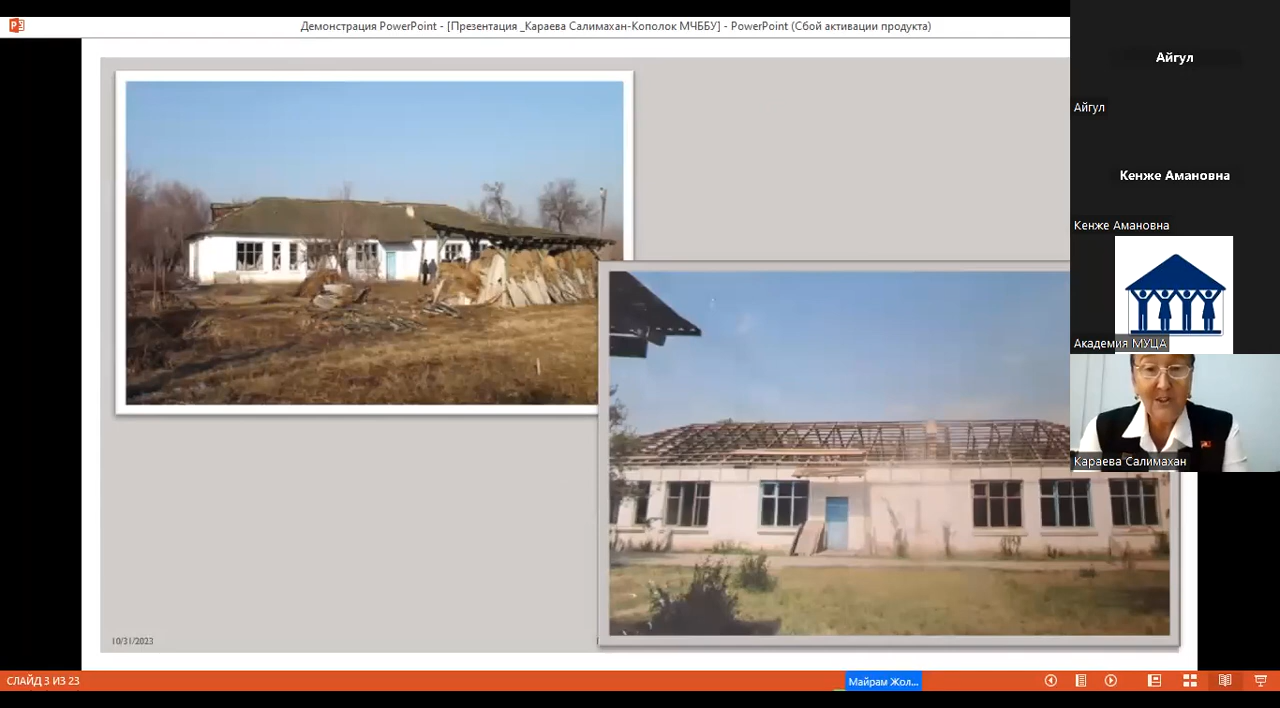 Демонстрация PowerPoint - [Презентация _Караева Салимахан-Кополок МЧББУ] - PowerPoint (Сбой активации продукта)
Айгул
Айгул
Кенже Амановна
Кенже Амановна
Академия МУЦА
Караева Салимахан
10/31/2023
СЛАЙД 3 ИЗ 23
Майрам Жол...